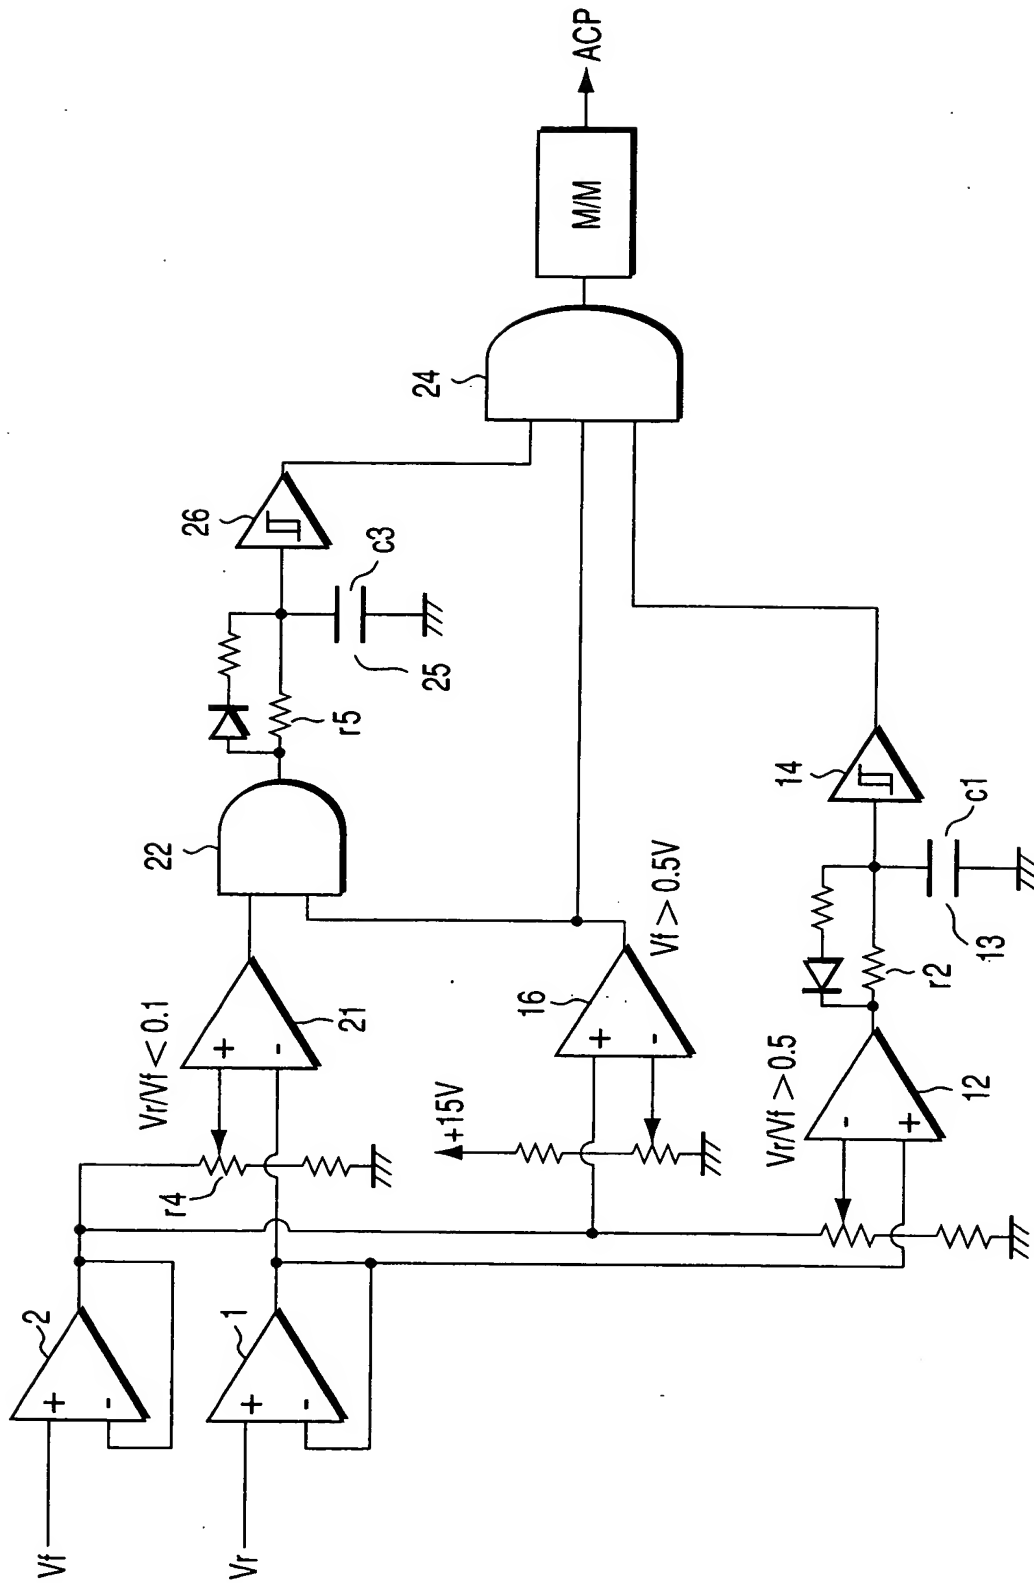 Vf
Vr
2
1
+
-
+
-
r4
Vr/Vf < 0.1
+
-
21
22
r5
25
c3
26
24
M/M
ACP
+15V
16
+
-
Vf > 0.5V
Vr/Vf > 0.5
-
+
12
r2
13
c1
14